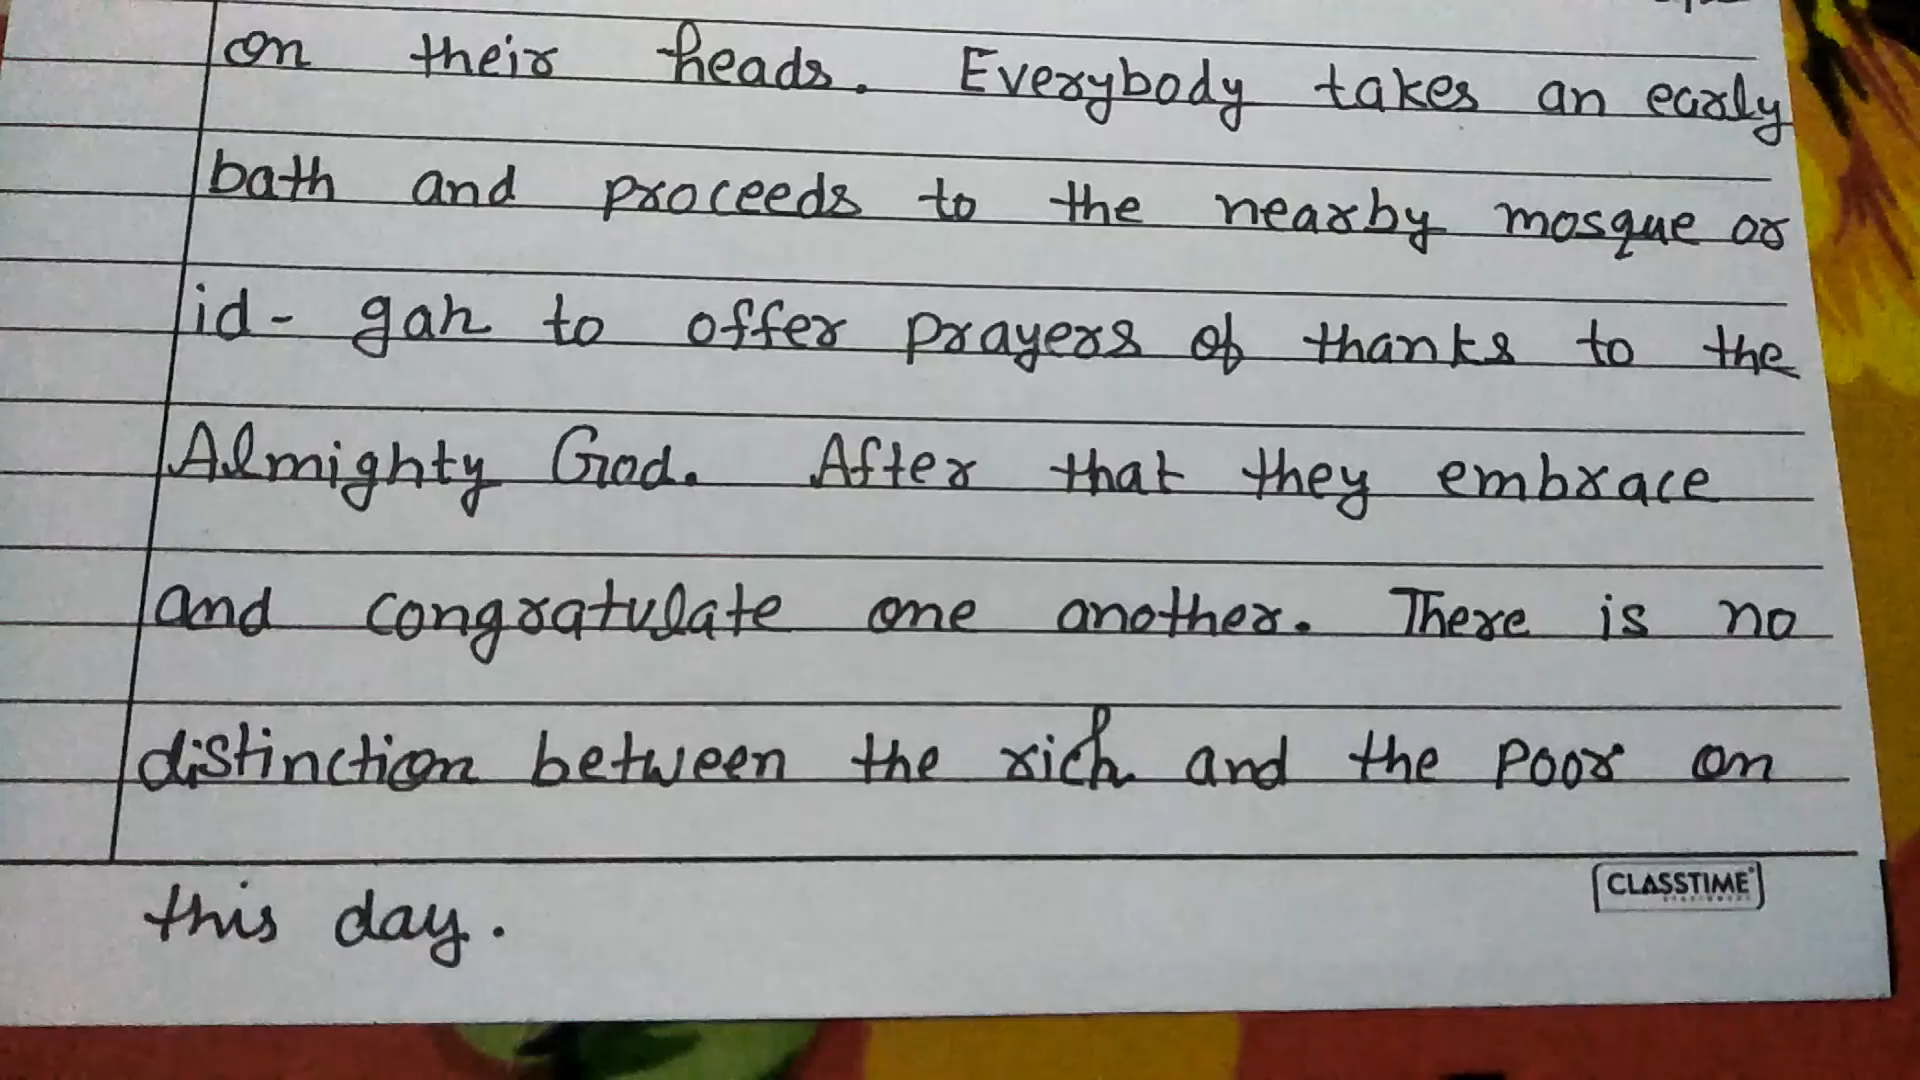 on their heads. Everybody takes an early
bath and proceeds to the nearby mosque or
id- gah to offer prayers of thanks to the
Almighty God. After that they embrace
and congratulate one another. There is no
distinction between the rich and the poor on
this day.
CLASSTIME